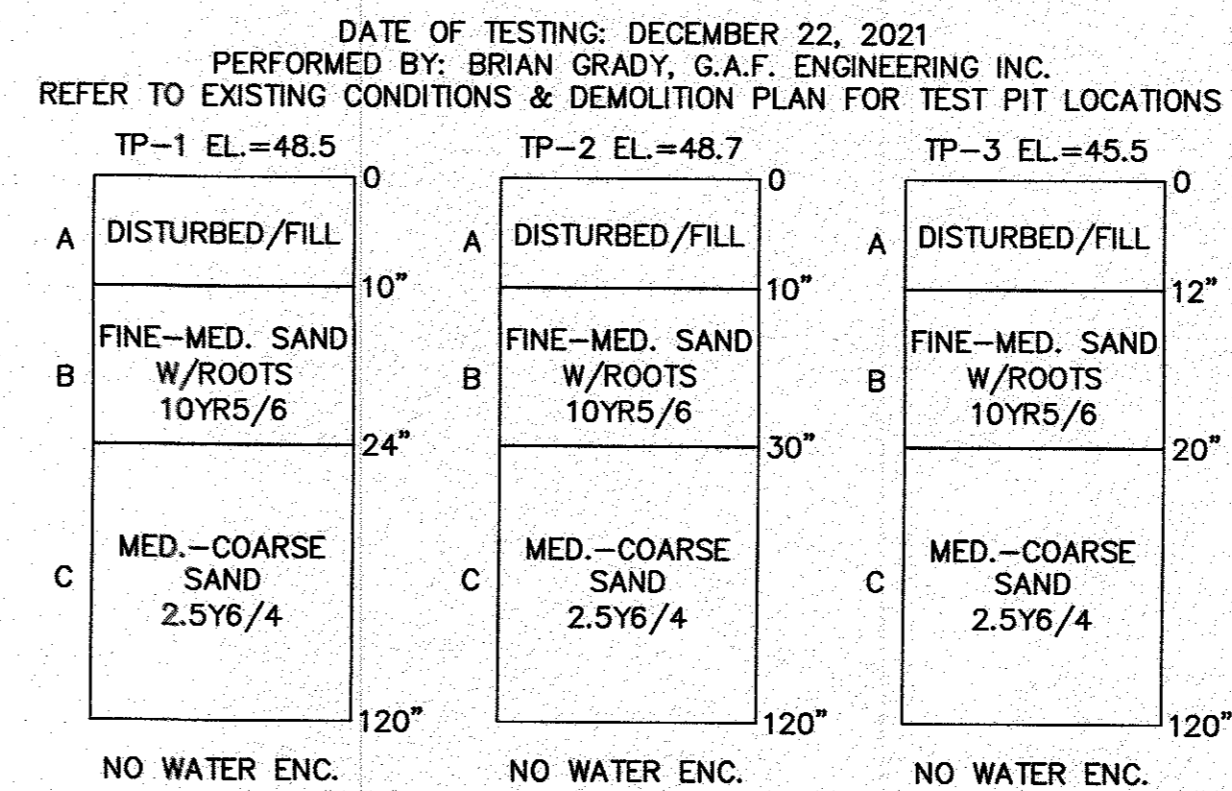 DATE OF TESTING: DECEMBER 22, 2021
PERFORMED BY: BRIAN GRADY, G.A.F. ENGINEERING INC.
REFER TO EXISTING CONDITIONS & DEMOLITION PLAN FOR TEST PIT LOCATIONS
TP-1 EL.=48.5
0
A
DISTURBED/FILL
10"
B
FINE-MED. SAND
W/ROOTS
10YR5/6
24"
C
MED.-COARSE
SAND
2.5Y6/4
120"
NO WATER ENC.
TP-2 EL.=48.7
0
A
DISTURBED/FILL
10"
B
FINE-MED. SAND
W/ROOTS
10YR5/6
30"
C
MED.-COARSE
SAND
2.5Y6/4
120"
NO WATER ENC.
TP-3 EL.=45.5
0
A
DISTURBED/FILL
12"
B
FINE-MED. SAND
W/ROOTS
10YR5/6
20"
C
MED.-COARSE
SAND
2.5Y6/4
120"
NO WATER ENC.